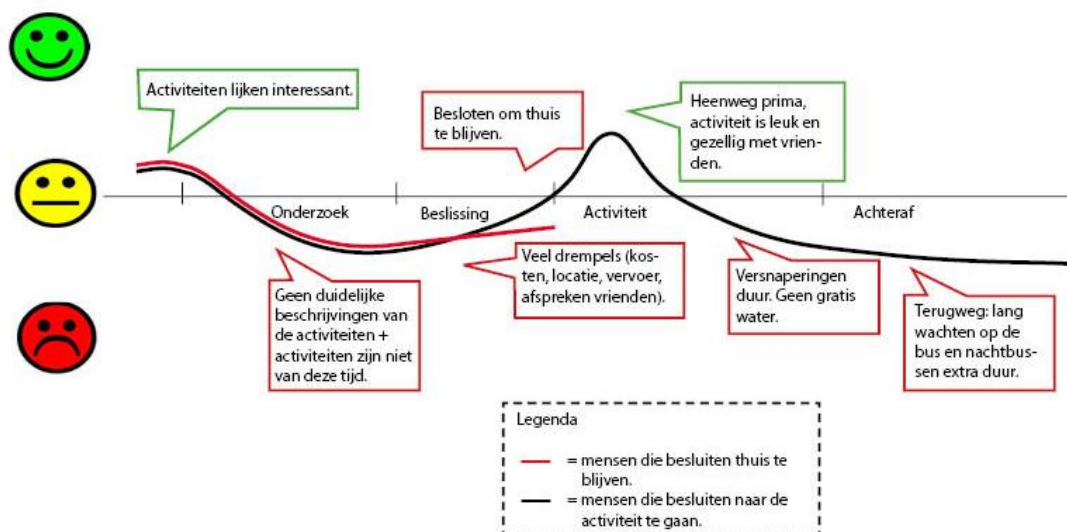 Activiteiten lijken interessant.
Besloten om thuis
te blijven.
Heenweg prima,
activiteit is leuk en
gezellig met vrien-
den.
Onderzoek
Beslissing
Activiteit
Achteraf
Geen duidelijke
beschrijvingen van
de activiteiten +
activiteiten zijn niet
van deze tijd.
Veel drempels (kos-
ten, locatie, vervoer,
afspreken vrienden).
Versnaperingen
duur. Geen gratis
water.
Terugweg: lang
wachten op de
bus en nachtbus-
sen extra duur.
Legenda
= mensen die besluiten thuis te
blijven.
= mensen die besluiten naar de
activiteit te gaan.